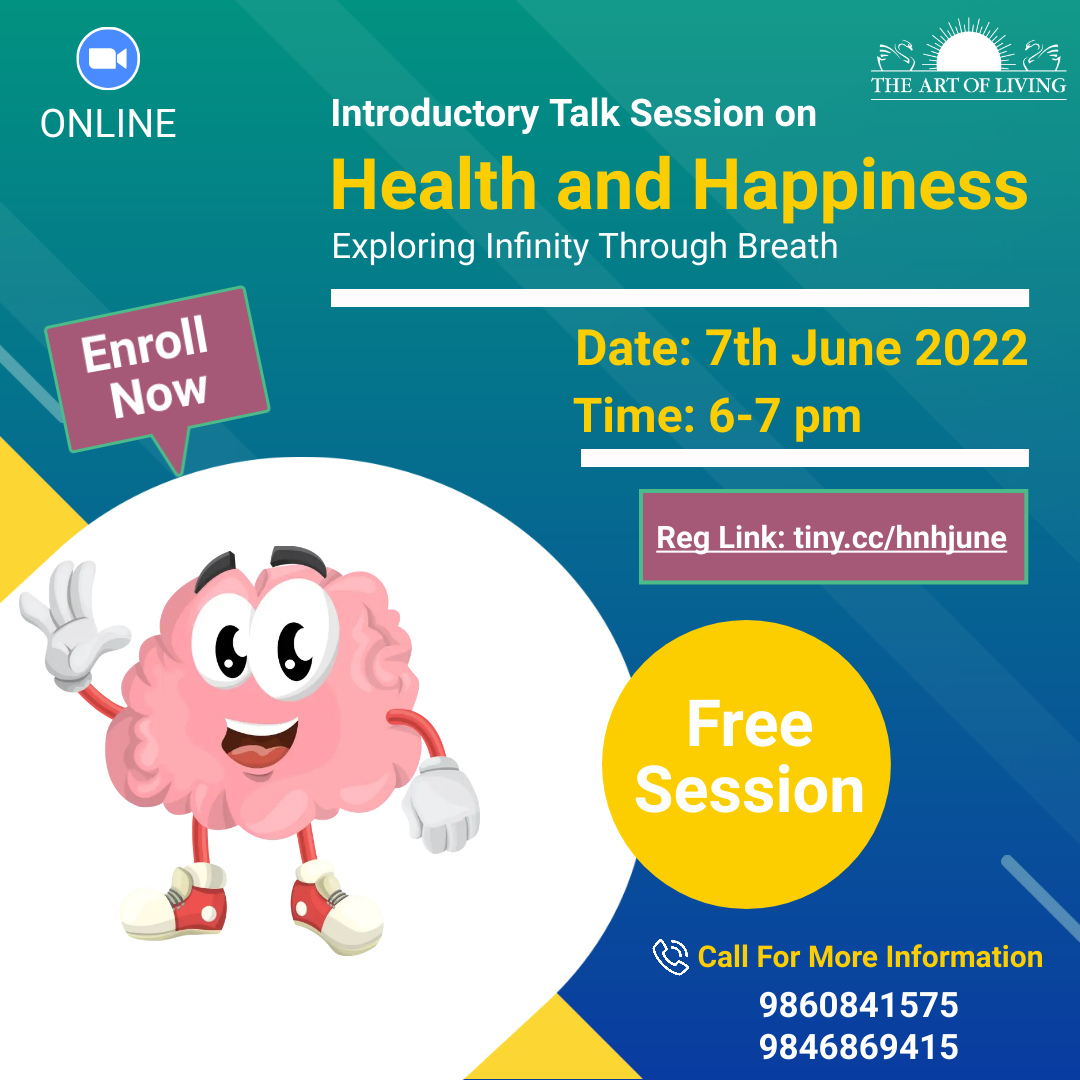 ONLINE
THE ART OF LIVING
Introductory Talk Session on
Health and Happiness
Exploring Infinity Through Breath
Date: 7th June 2022
Time: 6-7 pm
Enroll
Now
Reg Link: tiny.cc/hnhjune
Free
Session
Call For More Information
9860841575
9846869415